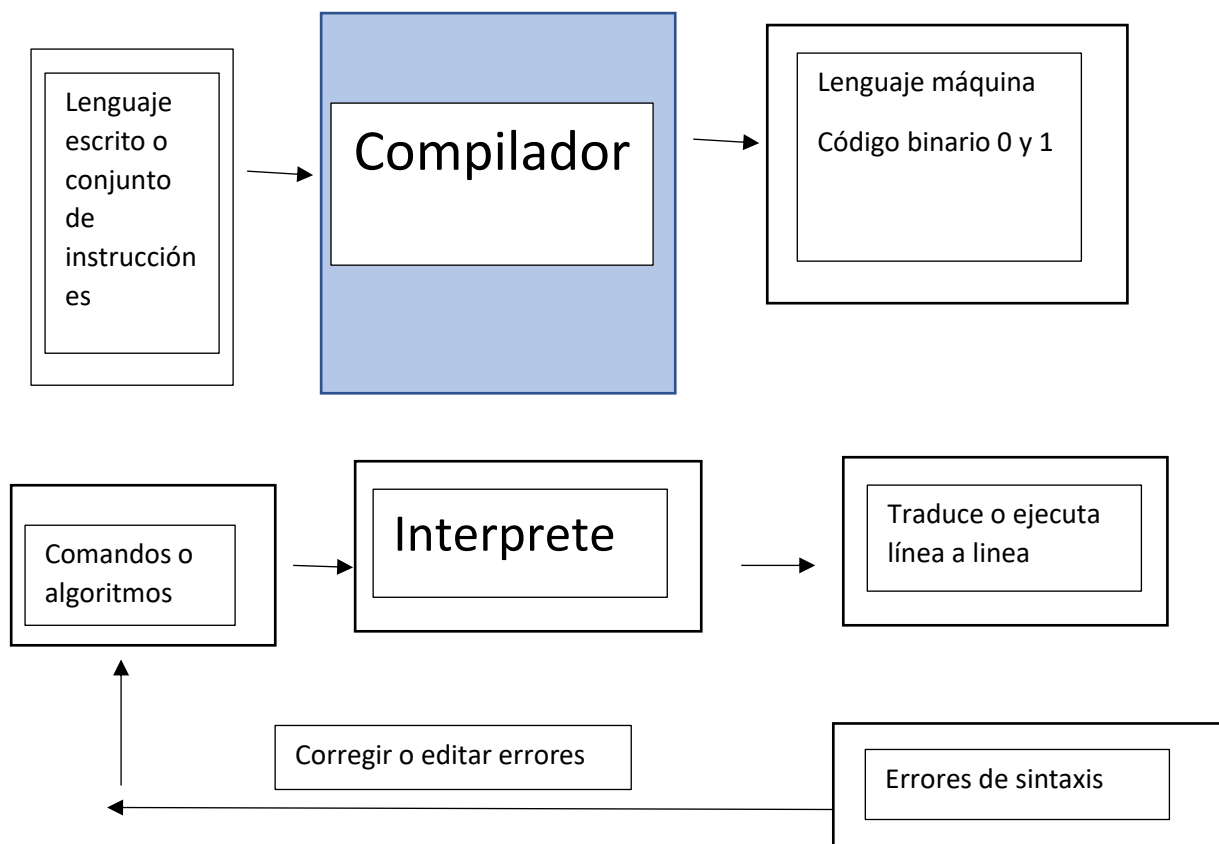 Lenguaje
escrito o
conjunto
de
instrucción
es
Compilador
Lenguaje máquina
Código binario 0 y 1
Comandos o
algoritmos
Interprete
Traduce o ejecuta
línea a linea
Corregir o editar errores
Errores de sintaxis